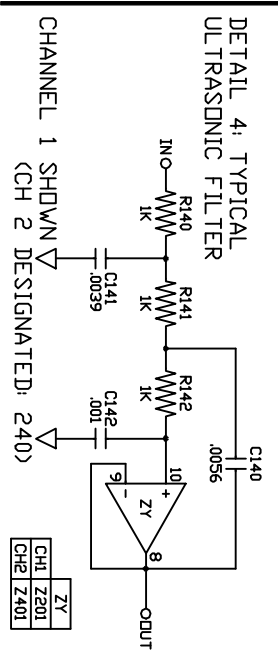 DETAIL 4: TYPICAL
ULTRASONIC FILTER
IN
R140
1K
R141
1K
R142
1K
C140
.0056
C141
.0039
C142
.001
10
+
9
-
ZY
8
OUT
CHANNEL 1 SHOWN
(CH 2 DESIGNATED: 240)
ZY
CH1 Z201
CH2 Z401